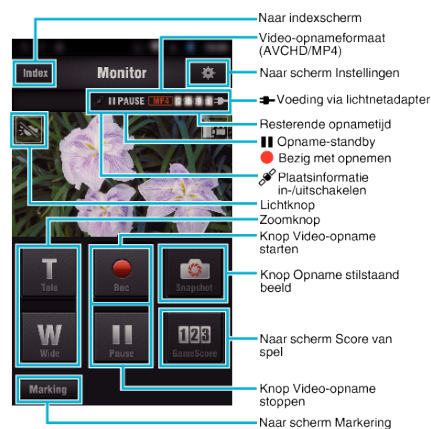 Naar indexscherm
Video-opnameformaat
(AVCHD/MP4)
Index
Monitor
Naar scherm Instellingen
PAUSE
MP4
Voeding via lichtnetadapter
Resterende opnametijd
Opname-standby
Bezig met opnemen
Plaatsinformatie
in-/uitschakelen
Lichtknop
Zoomknop
Knop Video-opname
starten
T
Tele
Rec
Snapshot
Knop Opname stilstaand
beeld
W
Wide
Pause
123
GameScore
Naar scherm Score van
spel
Knop Video-opname
stoppen
Marking
Naar scherm Markering